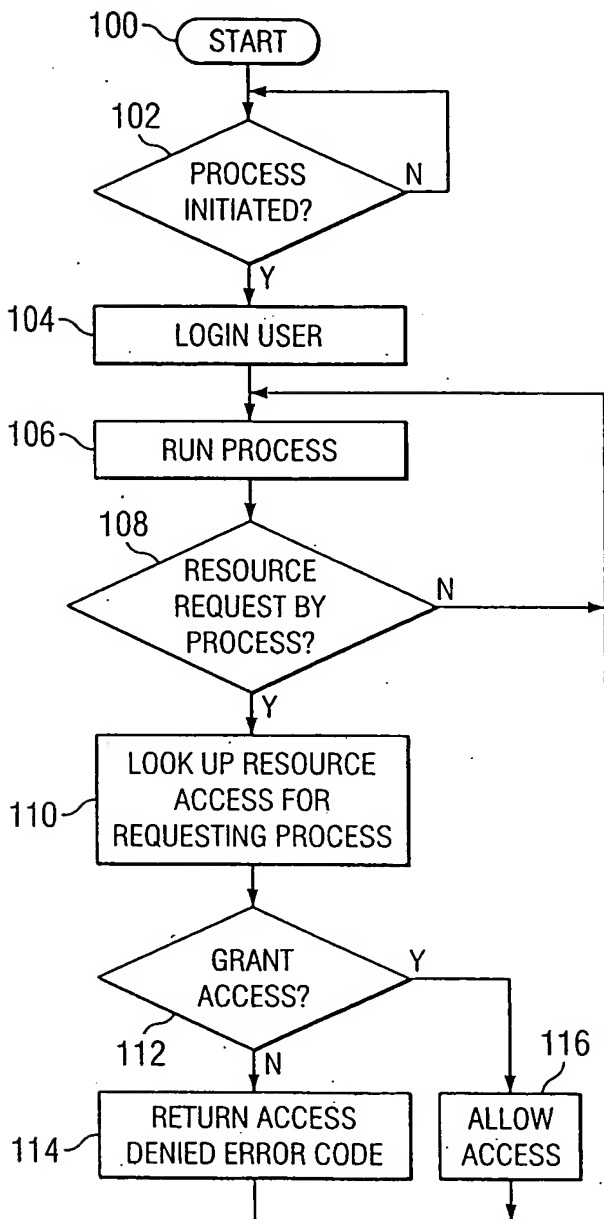 100
START
102
PROCESS
INITIATED?
N
Y
104
LOGIN USER
106
RUN PROCESS
108
RESOURCE
REQUEST BY
PROCESS?
N
Y
110
LOOK UP RESOURCE
ACCESS FOR
REQUESTING PROCESS
GRANT
ACCESS?
Y
112
N
116
114
RETURN ACCESS
DENIED ERROR CODE
ALLOW
ACCESS